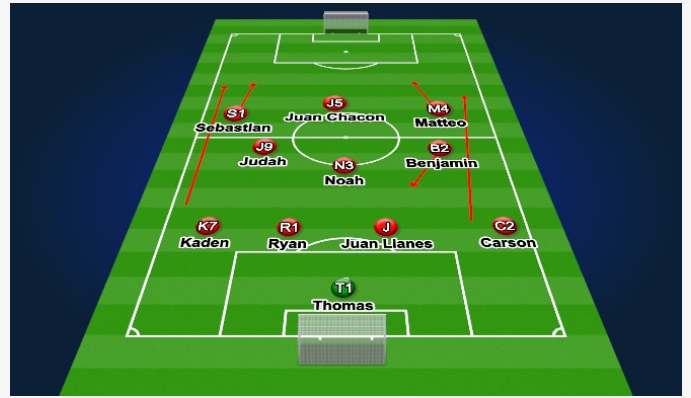 S1
J5
M4
Sebastian
Juan Chacon
Matteo
J9
N3
B2
Judah
Noah
Benjamin
K7
R1
J
C2
Kaden
Ryan
Juan Llanes
Carson
T1
Thomas